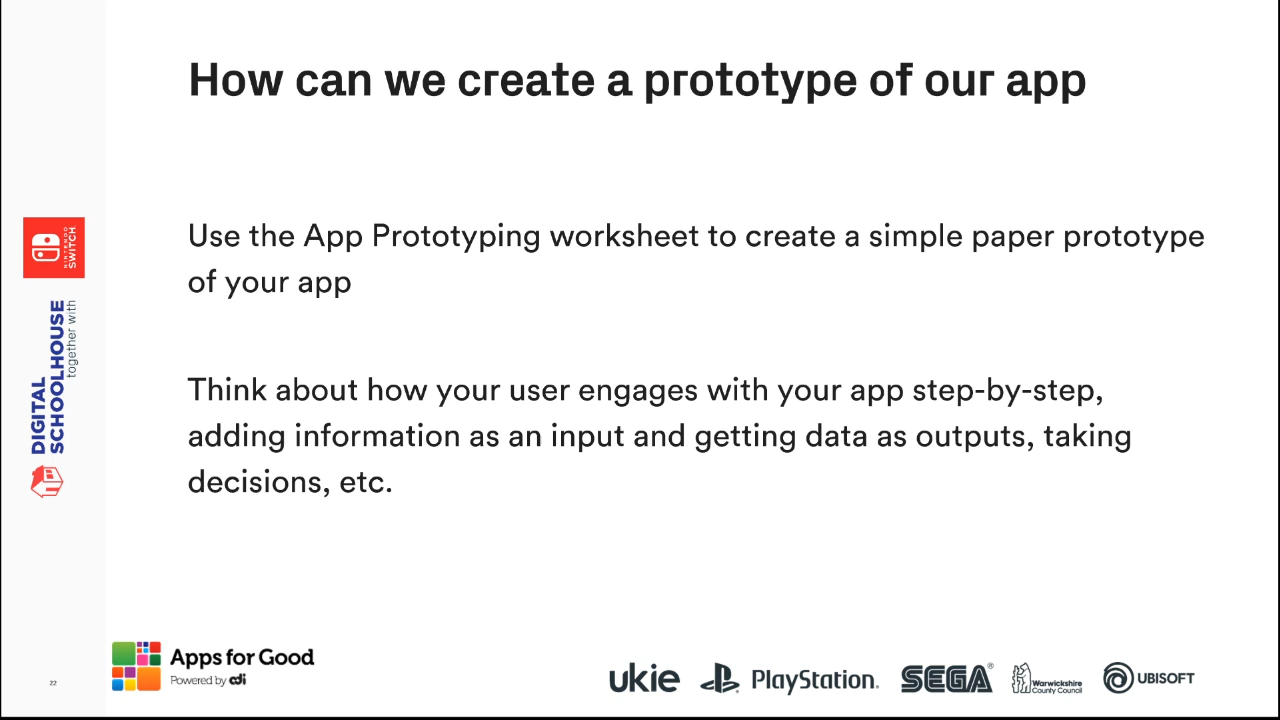 How can we create a prototype of our app
Use the App Prototyping worksheet to create a simple paper prototype
of your app
Think about how your user engages with your app step-by-step,
adding information as an input and getting data as outputs, taking
decisions, etc.
NINTENDO
SWITCH
DIGITAL
SCHOOLHOUSE
together with
22
Apps for Good
Powered by cdi
ukie
PlayStation.
SEGA®
Warwickshire
County Council
UBISOFT